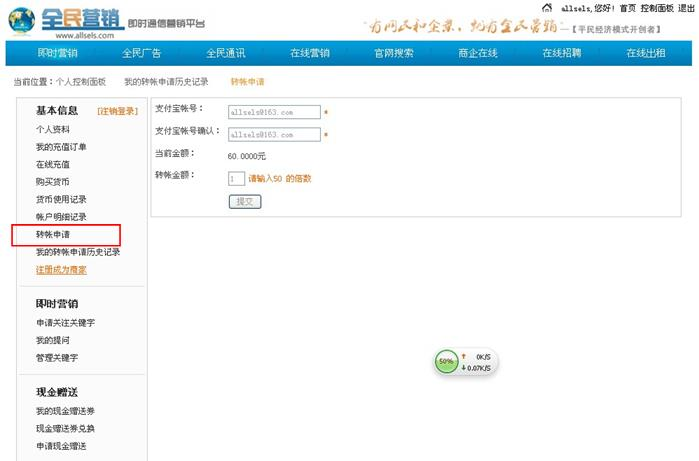 allsels,您好! 首页 控制面板 退出
全民营销 即时通信营销平台
www.allsels.com
"有网民和企业，就有全民营销"—【平民经济模式开创者】
即时营销 全民广告 全民通讯 在线营销 官网搜索 商企在线 在线招聘 在线出租
当前位置：个人控制面板 我的转帐申请历史记录 转帐申请
基本信息 [注销登录]
个人资料
我的充值订单
在线充值
购买货币
货币使用记录
帐户明细记录
转帐申请
我的转帐申请历史记录
注册成为商家
即时营销
申请关注关键字
我的提问
管理关键字
现金赠送
我的现金赠送券
现金赠送券兑换
申请现金赠送
支付宝帐号： allsels@163.com *
支付宝帐号确认： allsels@163.com *
当前金额： 60.0000元
转帐金额： 1 请输入50 的倍数
提交
50% 0K/S
0.07K/S